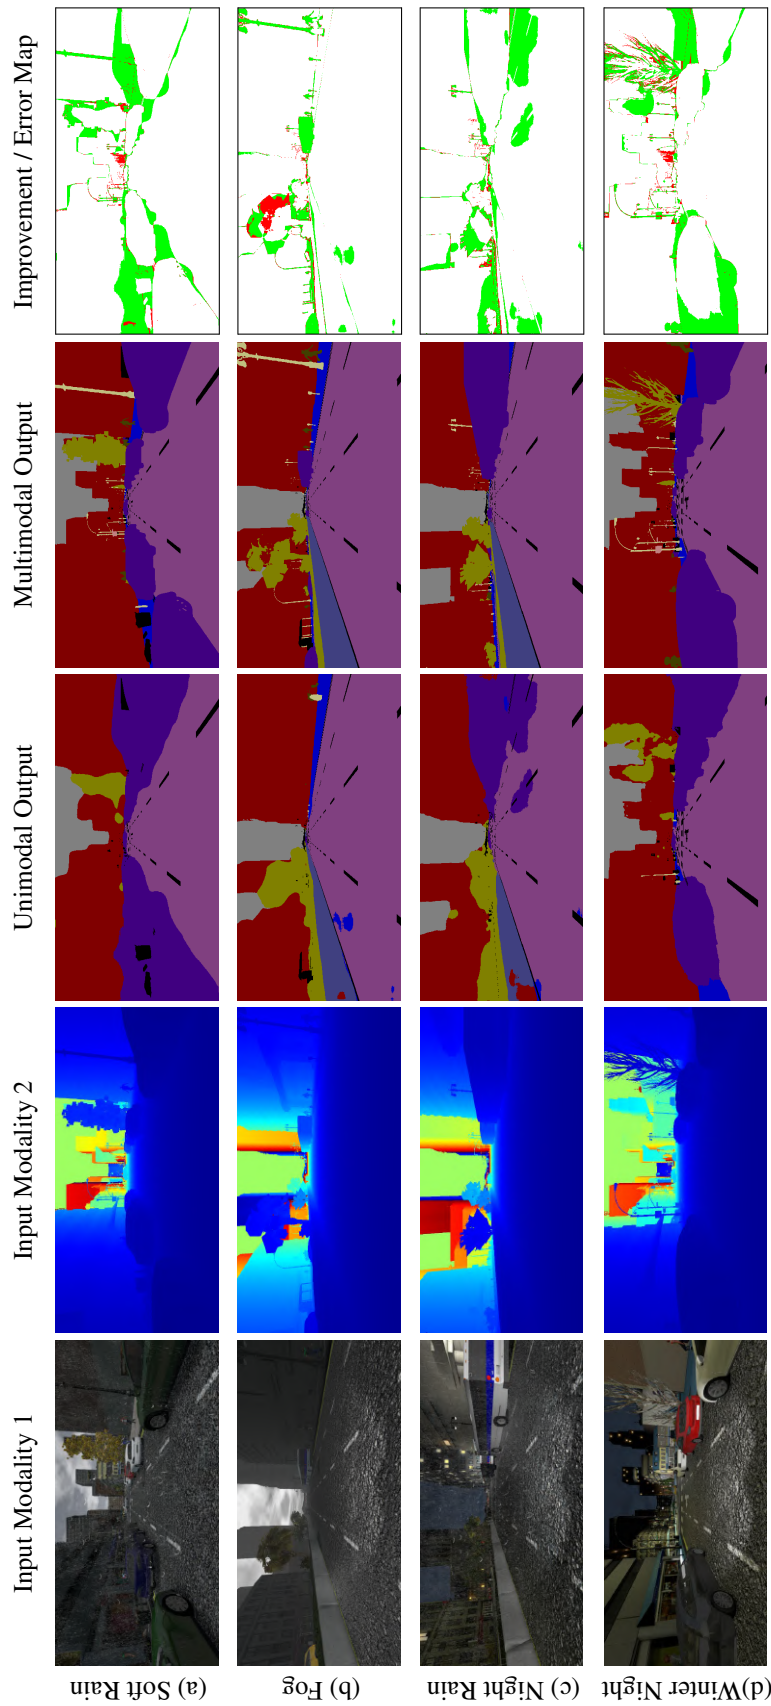 Input Modality 1
Input Modality 2
Unimodal Output
Multimodal Output
Improvement / Error Map
(a) Soft Rain
(b) Fog
(c) Night Rain
(d)Winter Night